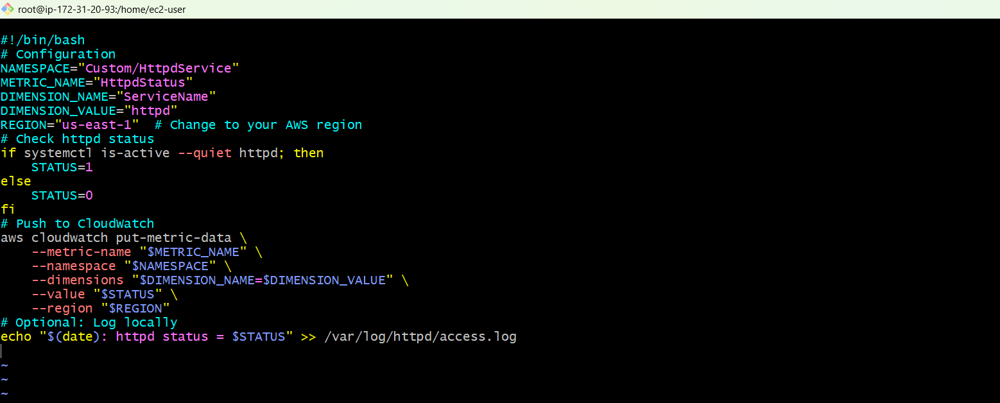 root@ip-172-31-20-93:/home/ec2-user
#!/bin/bash
# Configuration
NAMESPACE="Custom/HttpdService"
METRIC_NAME="HttpdStatus"
DIMENSION_NAME="ServiceName"
DIMENSION_VALUE="httpd"
REGION="us-east-1"  # Change to your AWS region
# Check httpd status
if systemctl is-active --quiet httpd; then
    STATUS=1
else
    STATUS=0
fi
# Push to CloudWatch
aws cloudwatch put-metric-data \
    --metric-name "$METRIC_NAME" \
    --namespace "$NAMESPACE" \
    --dimensions "$DIMENSION_NAME=$DIMENSION_VALUE" \
    --value "$STATUS" \
    --region "$REGION"
# Optional: Log locally
echo "$(date): httpd status = $STATUS" >> /var/log/httpd/access.log
~
~
~